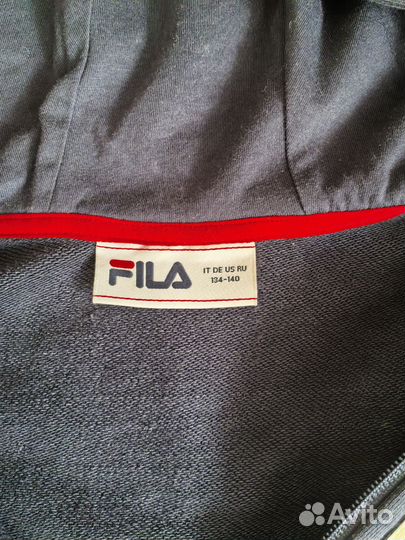 FILA
IT DE US RU
134-140
Avito